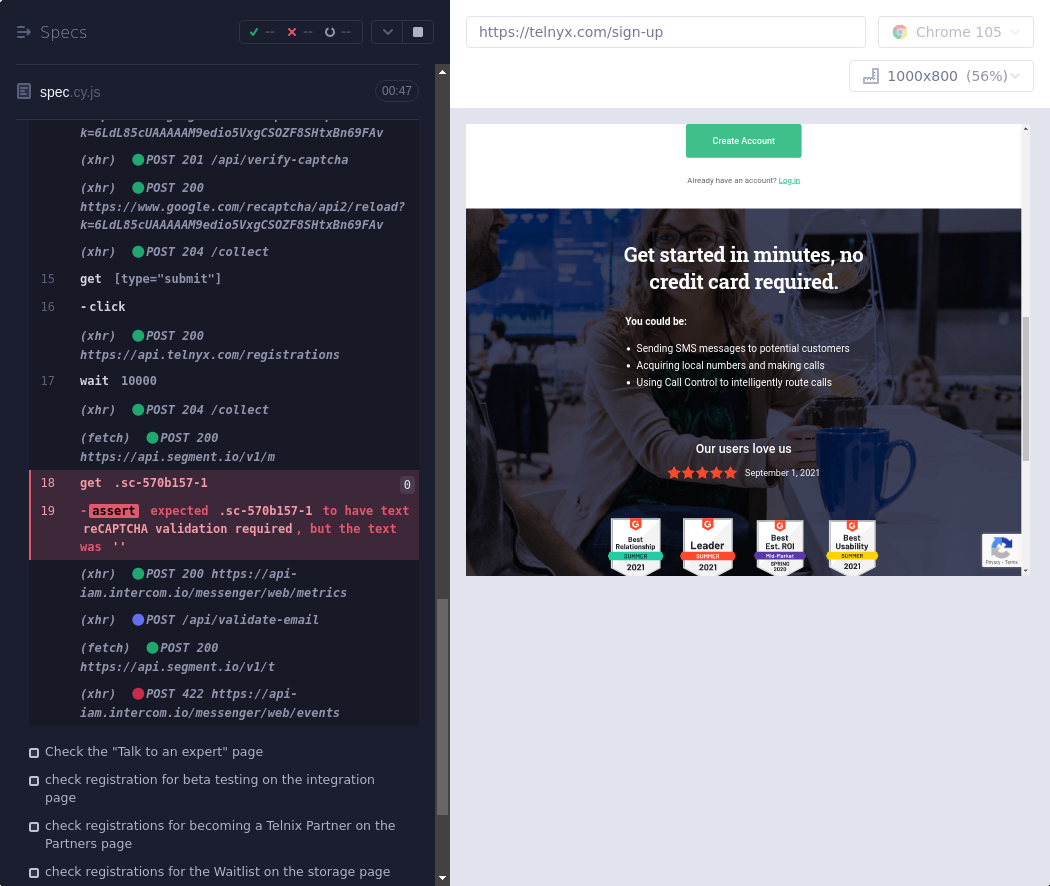 Specs
--
--
--
spec.cy.js
00:47
k=6LdL85cUAAAAAM9edio5VxgCSOZF8SHtxBn69FAv
(xhr) POST 201 /api/verify-captcha
(xhr) POST 200
https://www.google.com/recaptcha/api2/reload?
k=6LdL85cUAAAAAM9edio5VxgCSOZF8SHtxBn69FAv
(xhr) POST 204 /collect
15 get [type="submit"]
16 -click
(xhr) POST 200
https://api.telnyx.com/registrations
17 wait 10000
(xhr) POST 204 /collect
(fetch) POST 200
https://api.segment.io/v1/m
18 get .sc-570b157-1 0
19 -assert expected .sc-570b157-1 to have text
reCAPTCHA validation required, but the text
was ''
(xhr) POST 200 https://api-
iam.intercom.io/messenger/web/metrics
(xhr) POST /api/validate-email
(fetch) POST 200
https://api.segment.io/v1/t
(xhr) POST 422 https://api-
iam.intercom.io/messenger/web/events
Check the "Talk to an expert" page
check registration for beta testing on the integration
page
check registrations for becoming a Telnix Partner on the
Partners page
check registrations for the Waitlist on the storage page
https://telnyx.com/sign-up
Chrome 105
1000x800 (56%)
Create Account
Already have an account? Log in
Get started in minutes, no
credit card required.
You could be:
• Sending SMS messages to potential customers
• Acquiring local numbers and making calls
• Using Call Control to intelligently route calls
Our users love us
September 1, 2021
Best
Relationship
SUMMER
2021
Leader
SUMMER
2021
Best
Est. ROI
Mid-Market
SPRING
2020
Best
Usability
SUMMER
2021
Privacy - Terms